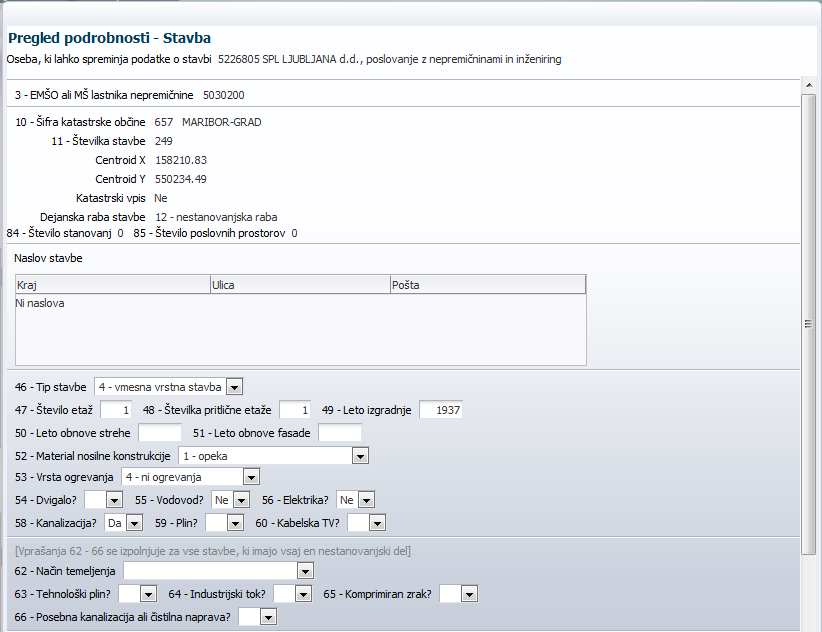 Pregled podrobnosti - Stavba
Oseba, ki lahko spreminja podatke o stavbi 5226805 SPL LJUBLJANA d.d., poslovanje z nepremičninami in inženiring
3 - EMŠO ali MŠ lastnika nepremičnine 5030200
10 - Šifra katastrske občine 657 MARIBOR-GRAD
11 - Številka stavbe 249
Centroid X 158210.83
Centroid Y 550234.49
Katastrski vpis Ne
Dejanska raba stavbe 12 - nestanovanjska raba
84 - Število stanovanj 0 85 - Število poslovnih prostorov 0
Naslov stavbe
Kraj Ulica Pošta
Ni naslova
46 - Tip stavbe 4 - vmesna vrstna stavba
47 - Število etaž 1 48 - Številka pritlične etaže 1 49 - Leto izgradnje 1937
50 - Leto obnove strehe 51 - Leto obnove fasade
52 - Material nosilne konstrukcije 1 - opeka
53 - Vrsta ogrevanja 4 - ni ogrevanja
54 - Dvigalo? 55 - Vodovod? Ne 56 - Elektrika? Ne
58 - Kanalizacija? Da 59 - Plin? 60 - Kabelska TV?
[Vprašanja 62 - 66 se izpolnjuje za vse stavbe, ki imajo vsaj en nestanovanjski del]
62 - Način temeljenja
63 - Tehnološki plin? 64 - Industrijski tok? 65 - Komprimiran zrak?
66 - Posebna kanalizacija ali čistilna naprava?